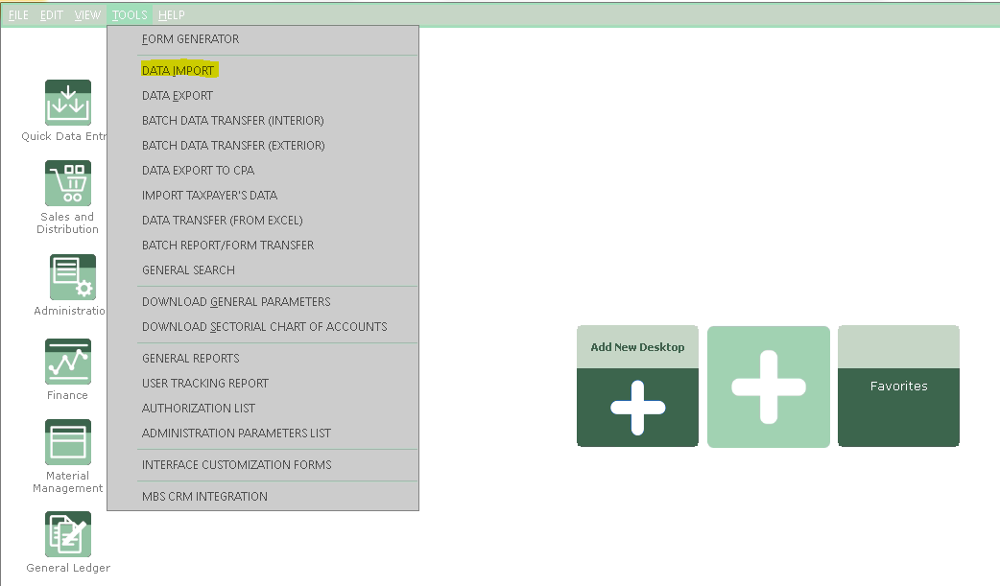 FILE EDIT VIEW TOOLS HELP
FORM GENERATOR
DATA IMPORT
DATA EXPORT
BATCH DATA TRANSFER (INTERIOR)
BATCH DATA TRANSFER (EXTERIOR)
DATA EXPORT TO CPA
IMPORT TAXPAYER'S DATA
DATA TRANSFER (FROM EXCEL)
BATCH REPORT/FORM TRANSFER
GENERAL SEARCH
DOWNLOAD GENERAL PARAMETERS
DOWNLOAD SECTORIAL CHART OF ACCOUNTS
GENERAL REPORTS
USER TRACKING REPORT
AUTHORIZATION LIST
ADMINISTRATION PARAMETERS LIST
INTERFACE CUSTOMIZATION FORMS
MBS CRM INTEGRATION
Quick Data Entr
Sales and
Distribution
Administratio
Finance
Material
Management
General Ledger
Add New Desktop
Favorites